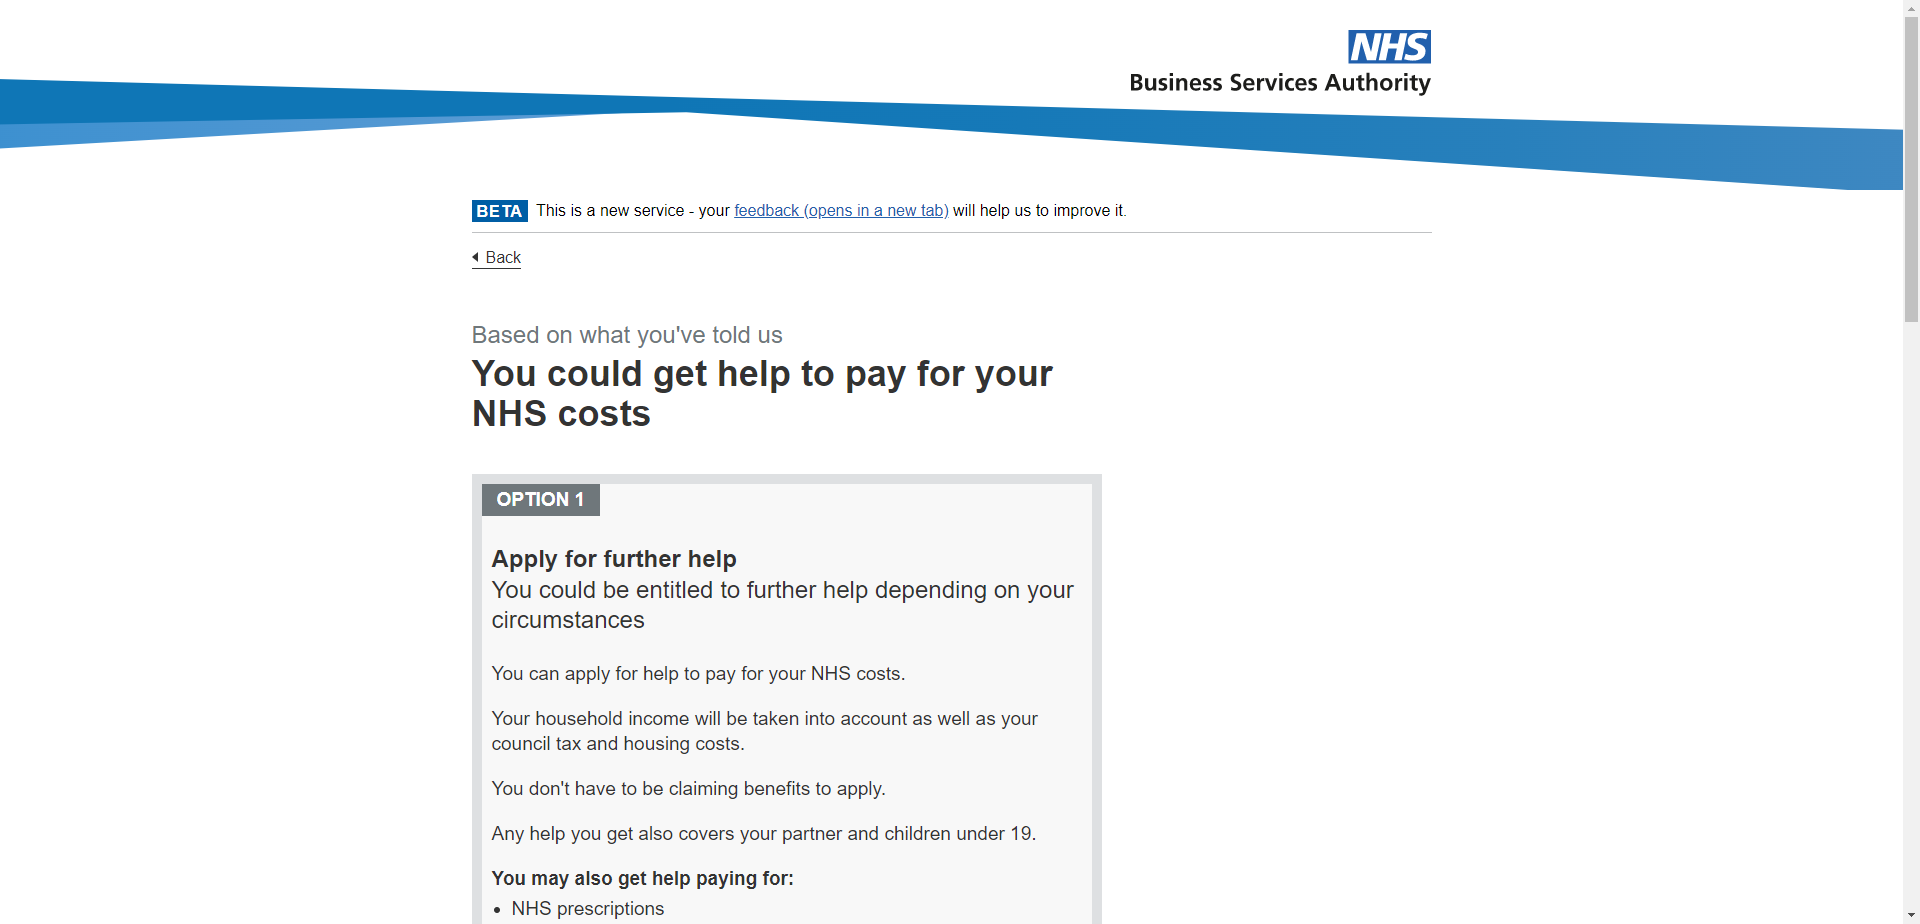 NHS
Business Services Authority
BETA This is a new service - your feedback (opens in a new tab) will help us to improve it.
Back
Based on what you've told us
You could get help to pay for your
NHS costs
OPTION 1
Apply for further help
You could be entitled to further help depending on your
circumstances
You can apply for help to pay for your NHS costs.
Your household income will be taken into account as well as your
council tax and housing costs.
You don't have to be claiming benefits to apply.
Any help you get also covers your partner and children under 19.
You may also get help paying for:
• NHS prescriptions